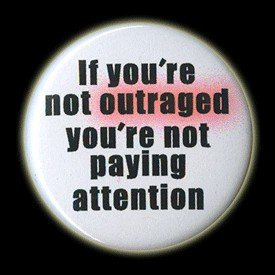 If you're
not outraged
you're not
paying
attention